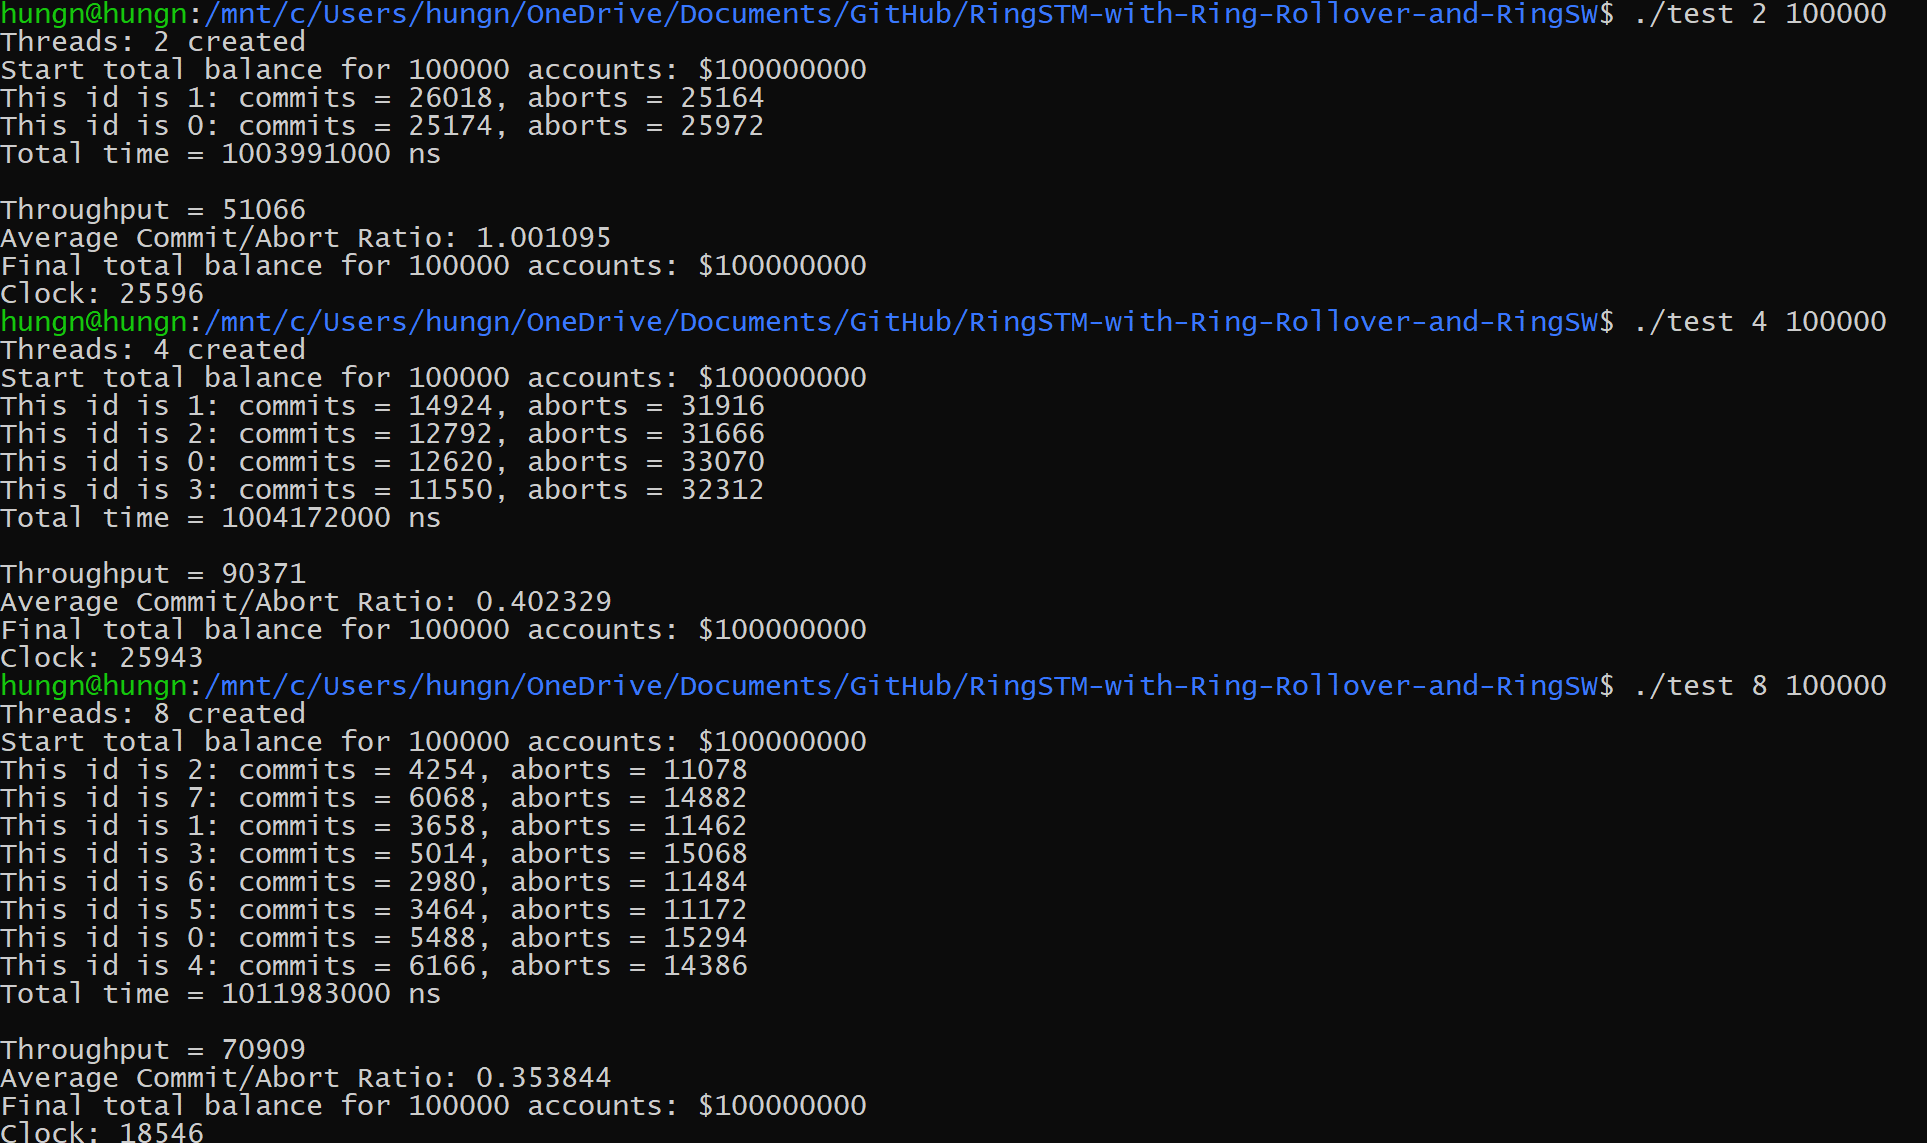 hungn@hungn:/mnt/c/Users/hungn/OneDrive/Documents/GitHub/RingSTM-with-Ring-Rollover-and-RingSW$ ./test 2 100000
Threads: 2 created
Start total balance for 100000 accounts: $100000000
This id is 1: commits = 26018, aborts = 25164
This id is 0: commits = 25174, aborts = 25972
Total time = 1003991000 ns

Throughput = 51066
Average Commit/Abort Ratio: 1.001095
Final total balance for 100000 accounts: $100000000
Clock: 25596
hungn@hungn:/mnt/c/Users/hungn/OneDrive/Documents/GitHub/RingSTM-with-Ring-Rollover-and-RingSW$ ./test 4 100000
Threads: 4 created
Start total balance for 100000 accounts: $100000000
This id is 1: commits = 14924, aborts = 31916
This id is 2: commits = 12792, aborts = 31666
This id is 0: commits = 12620, aborts = 33070
This id is 3: commits = 11550, aborts = 32312
Total time = 1004172000 ns

Throughput = 90371
Average Commit/Abort Ratio: 0.402329
Final total balance for 100000 accounts: $100000000
Clock: 25943
hungn@hungn:/mnt/c/Users/hungn/OneDrive/Documents/GitHub/RingSTM-with-Ring-Rollover-and-RingSW$ ./test 8 100000
Threads: 8 created
Start total balance for 100000 accounts: $100000000
This id is 2: commits = 4254, aborts = 11078
This id is 7: commits = 6068, aborts = 14882
This id is 1: commits = 3658, aborts = 11462
This id is 3: commits = 5014, aborts = 15068
This id is 6: commits = 2980, aborts = 11484
This id is 5: commits = 3464, aborts = 11172
This id is 0: commits = 5488, aborts = 15294
This id is 4: commits = 6166, aborts = 14386
Total time = 1011983000 ns

Throughput = 70909
Average Commit/Abort Ratio: 0.353844
Final total balance for 100000 accounts: $100000000
Clock: 18546